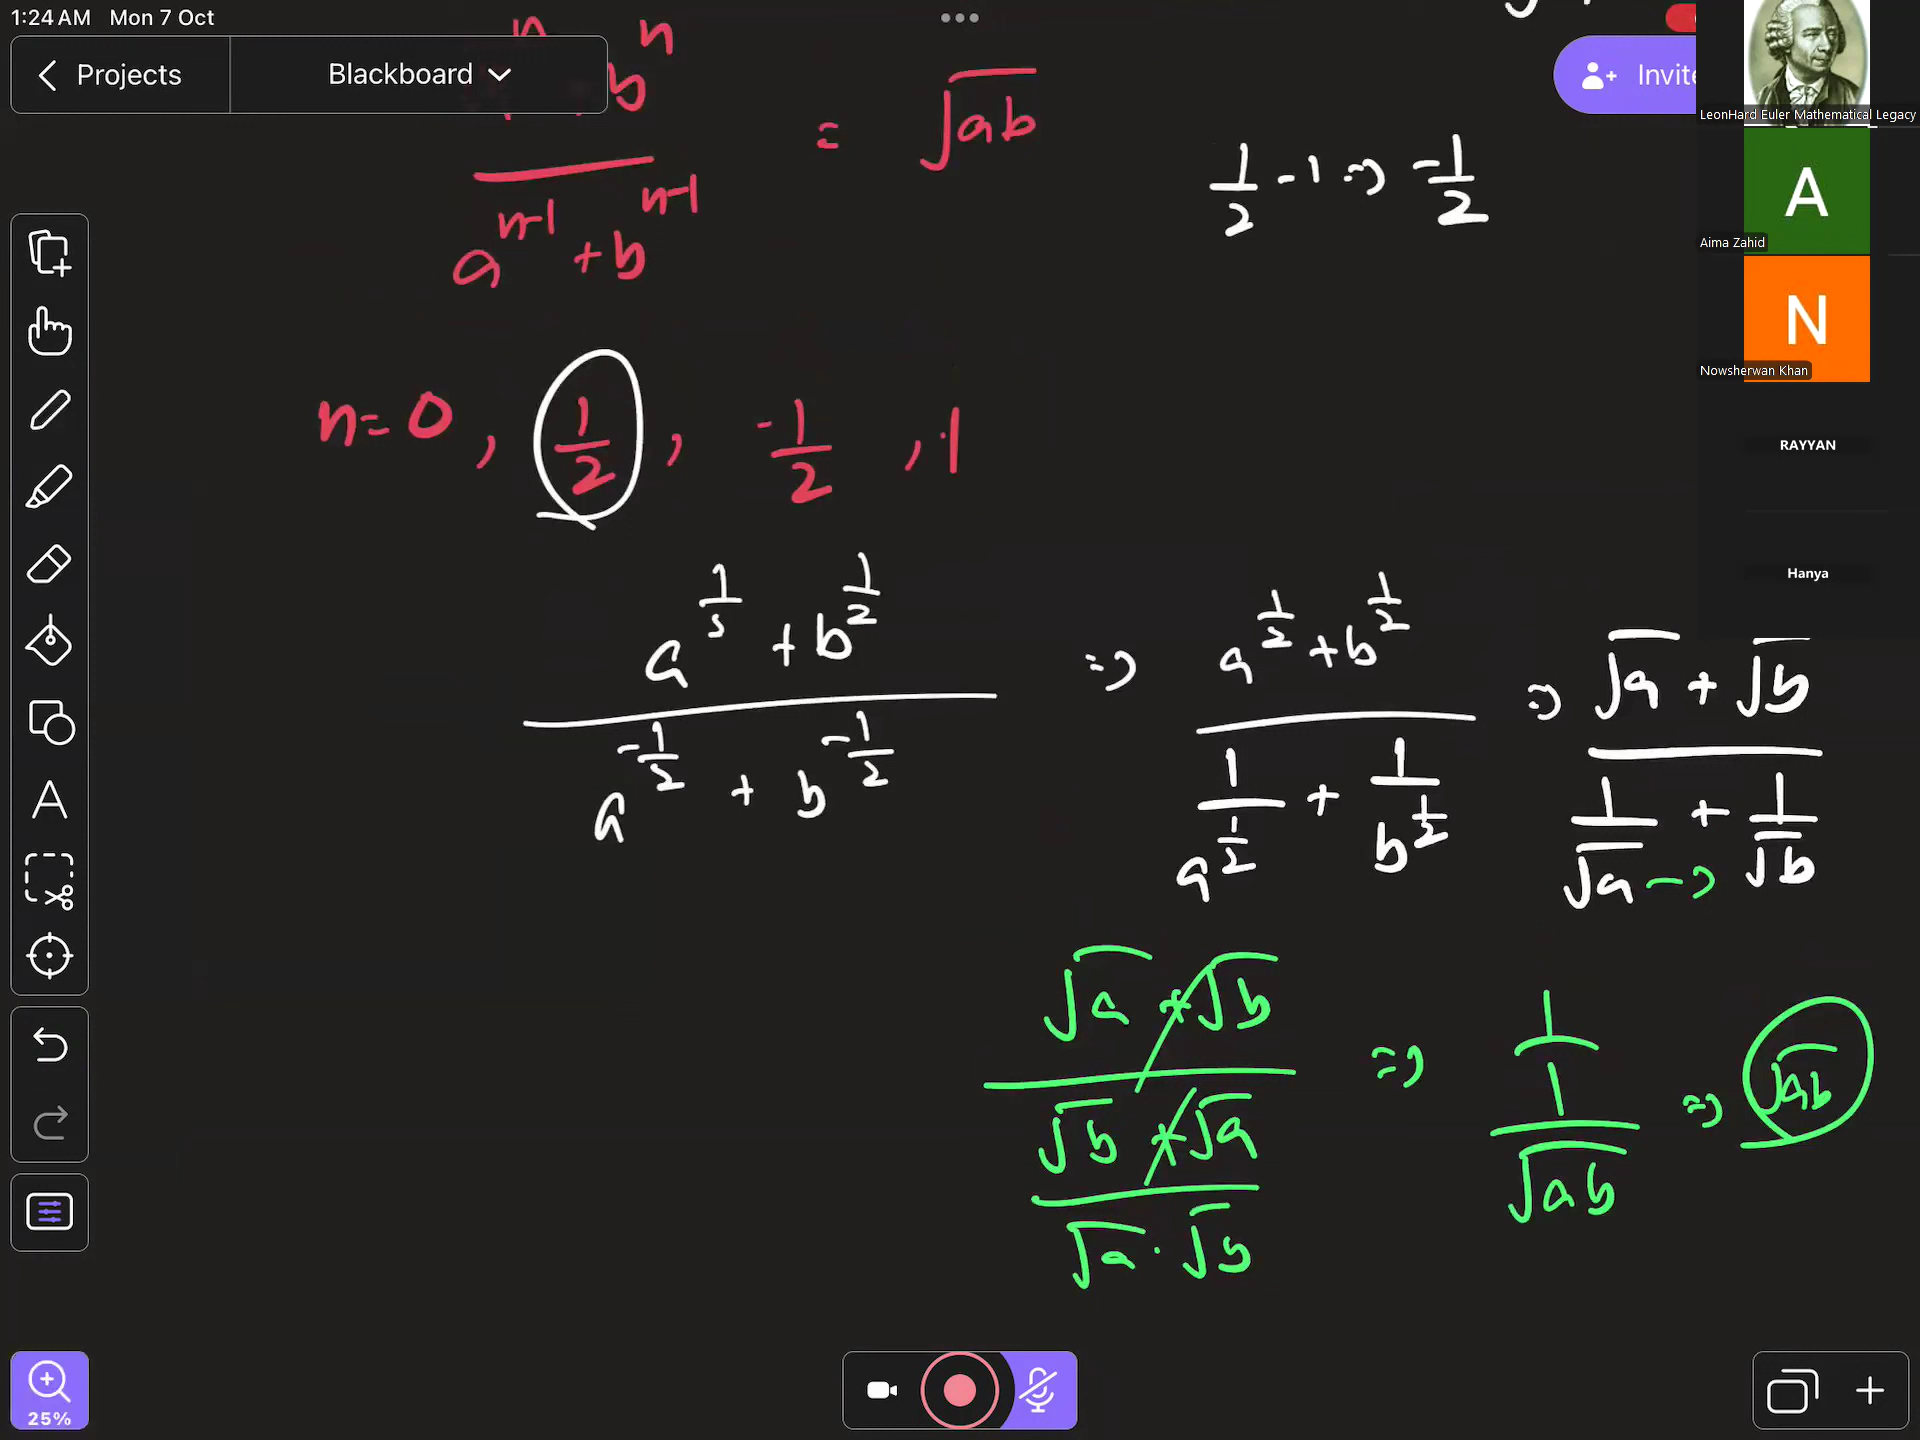 1:24 AM Mon 7 Oct
Projects
Blackboard
Invite
LeonHard Euler Mathematical Legacy
Aima Zahid
Nowsherwan Khan
RAYYAN
Hanya
A
N
n n
b
a^(n-1) + b^(n-1)
= √ab
1/2 - 1 => -1/2
n = 0, 1/2, -1/2, 1
a^(1/2) + b^(1/2)
a^(-1/2) + b^(-1/2)
=> a^(1/2) + b^(1/2)
1/a^(1/2) + 1/b^(1/2)
=> √a + √b
1/√a + 1/√b
√a + √b
√b + √a
√a · √b
=> 1
1
√ab
=> √ab
A
25%